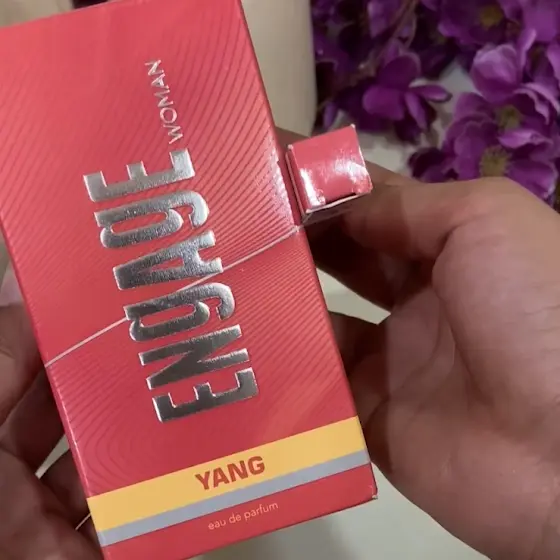 ENGAGE
WOMAN
YANG
eau de parfum